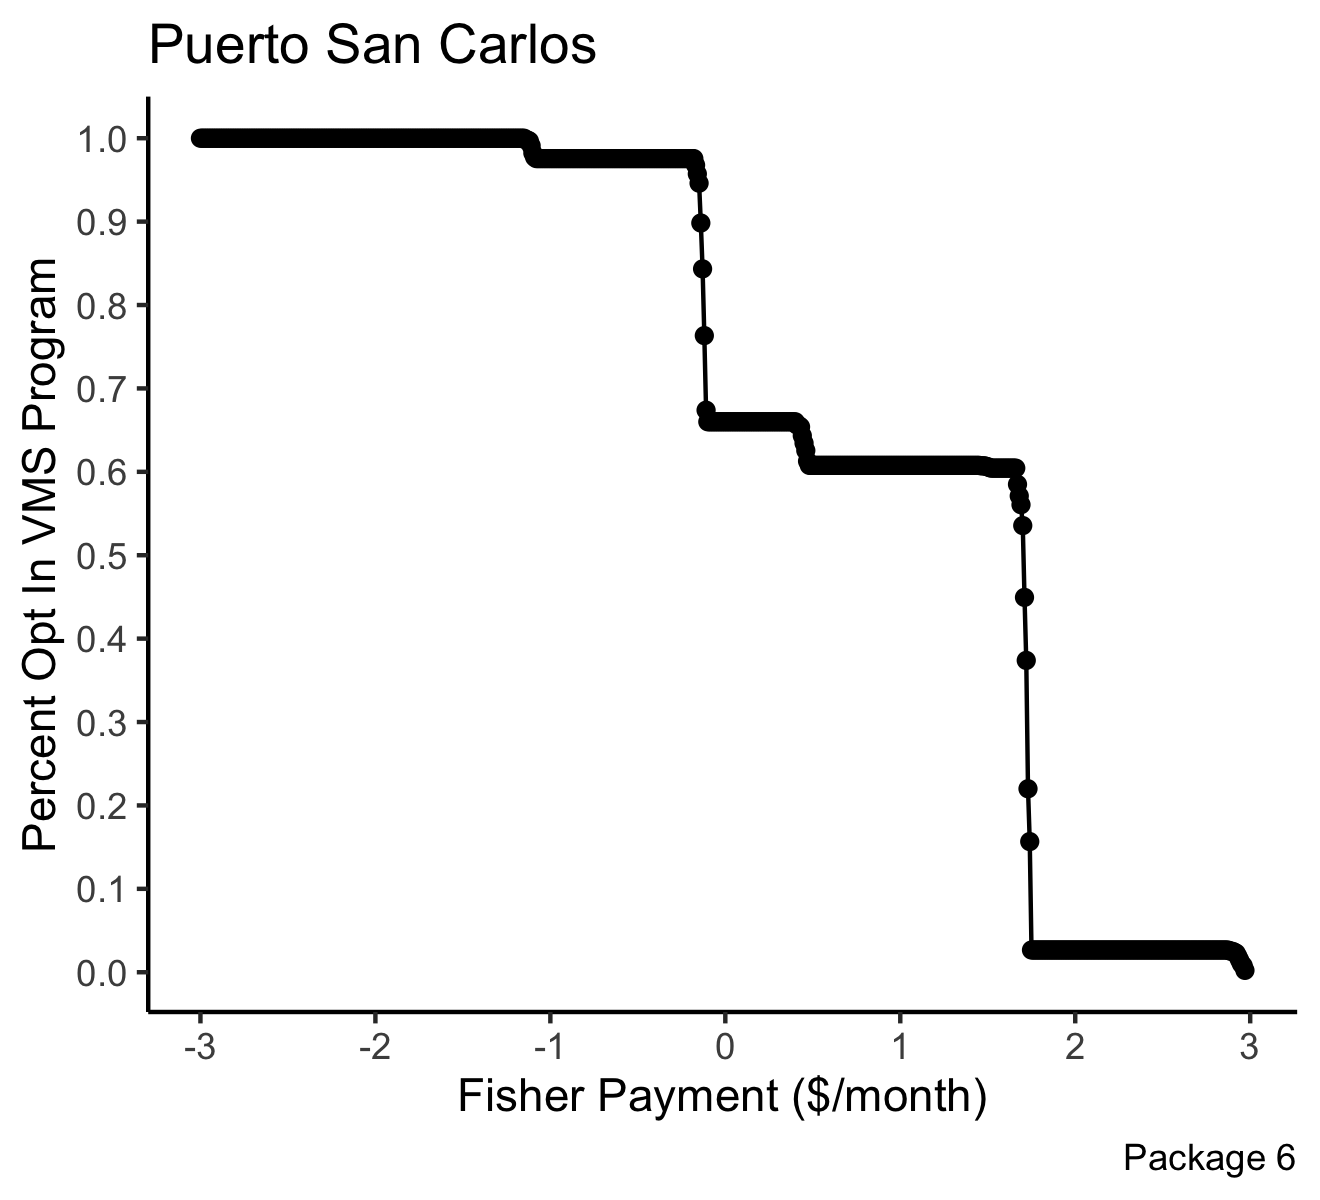 Puerto San Carlos
Percent Opt In VMS Program
1.0
0.9
0.8
0.7
0.6
0.5
0.4
0.3
0.2
0.1
0.0
-3 -2 -1 0 1 2 3
Fisher Payment ($/month)
Package 6